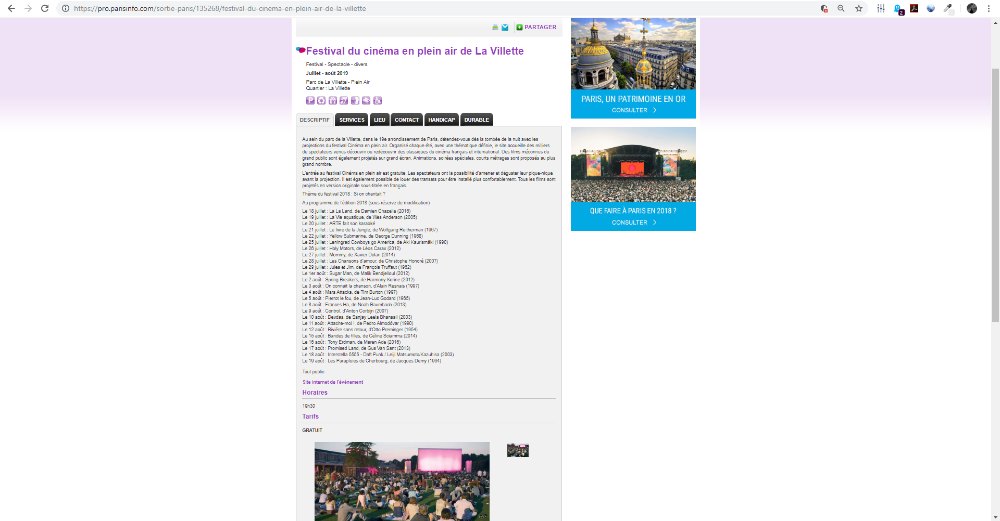 https://pro.parisinfo.com/sortie-paris/135268/festival-du-cinema-en-plein-air-de-la-villette
2
PARTAGER
Festival du cinéma en plein air de La Villette
Festival - Spectacle - divers
Juillet - août 2019
Parc de La Villette - Plein Air
Quartier : La Villette
DESCRIPTIF
SERVICES
LIEU
CONTACT
HANDICAP
DURABLE
Au sein du parc de la Villette, dans le 19e arrondissement de Paris, détendez-vous dès la tombée de la nuit avec les
projections du festival Cinéma en plein air. Organisé chaque été, avec une thématique définie, le site accueille des milliers
de spectateurs venus découvrir ou redécouvrir des classiques du cinéma français et international. Des films méconnus du
grand public sont également projetés sur grand écran. Animations, soirées spéciales, courts métrages sont proposés au plus
grand nombre.
L'entrée au festival Cinéma en plein air est gratuite. Les spectateurs ont la possibilité d'amener et déguster leur pique-nique
avant la projection. Il est également possible de louer des transats pour être installé plus confortablement. Tous les films sont
projetés en version originale sous-titrée en français.
Thème du festival 2018 : Si on chantait ?
Au programme de l'édition 2018 (sous réserve de modification)
Le 18 juillet : La La Land, de Damien Chazelle (2016)
Le 19 juillet : La Vie aquatique, de Wes Anderson (2005)
Le 20 juillet : ARTE fait son karaoké
Le 21 juillet : Le livre de la Jungle, de Wolfgang Reitherman (1967)
Le 22 juillet : Yellow Submarine, de George Dunning (1968)
Le 25 juillet : Leningrad Cowboys go America, de Aki Kaurismäki (1990)
Le 26 juillet : Holy Motors, de Léos Carax (2012)
Le 27 juillet : Mommy, de Xavier Dolan (2014)
Le 28 juillet : Les Chansons d'amour, de Christophe Honoré (2007)
Le 29 juillet : Jules et Jim, de François Truffaut (1962)
Le 1er août : Sugar Man, de Malik Bendjelloul (2012)
Le 2 août : Spring Breakers, de Harmony Korine (2012)
Le 3 août : On connait la chanson, d'Alain Resnais (1997)
Le 4 août : Mars Attacks, de Tim Burton (1997)
Le 5 août : Pierrot le fou, de Jean-Luc Godard (1965)
Le 8 août : Frances Ha, de Noah Baumbach (2013)
Le 9 août : Control, d'Anton Corbijn (2007)
Le 10 août : Devdas, de Sanjay Leela Bhansali (2003)
Le 11 août : Attache-moi !, de Pedro Almodóvar (1990)
Le 12 août : Rivière sans retour, d'Otto Preminger (1954)
Le 15 août : Bandes de filles, de Céline Sciamma (2014)
Le 16 août : Tony Erdman, de Maren Ade (2016)
Le 17 août : Promised Land, de Gus Van Sant (2013)
Le 18 août : Interstella 5555 - Daft Punk / Leiji Matsumoto/Kazuhisa (2003)
Le 19 août : Les Parapluies de Cherbourg, de Jacques Demy (1964)
Tout public
Site internet de l'événement
Horaires
19h30
Tarifs
GRATUIT
PARIS, UN PATRIMOINE EN OR
CONSULTER >
QUE FAIRE À PARIS EN 2018 ?
CONSULTER >